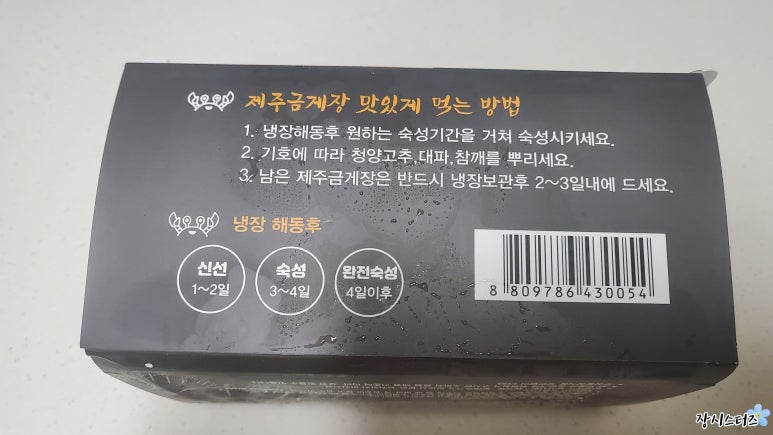 제주금게장 맛있게 먹는 방법
1. 냉장해동후 원하는 숙성기간을 거쳐 숙성시키세요.
2. 기호에 따라 청양고추,대파,참깨를 뿌리세요.
3. 남은 제주금게장은 반드시 냉장보관후 2~3일내에 드세요.
냉장 해동후
신선
1~2일
숙성
3~4일
완전숙성
4일이후
8 809786 430054
장시스터즈